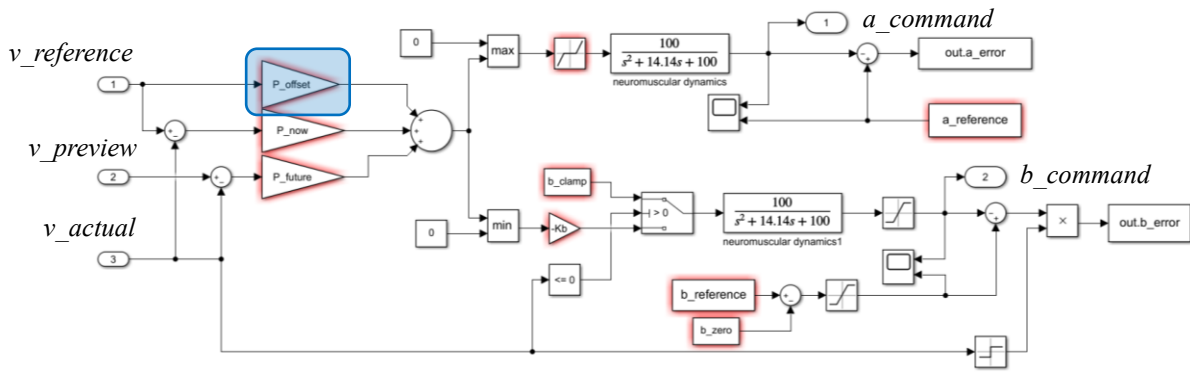 v_reference
1
P_offset
+
-
P_now
v_preview
2
+
-
P_future
v_actual
3
+
+
+
0
max
100
s² + 14.14s + 100
neuromuscular dynamics
1
a_command
+
-
out.a_error
a_reference
0
min
-Kb
b_clamp
> 0
<= 0
100
s² + 14.14s + 100
neuromuscular dynamics1
2
b_command
+
-
×
out.b_error
b_reference
+
-
b_zero